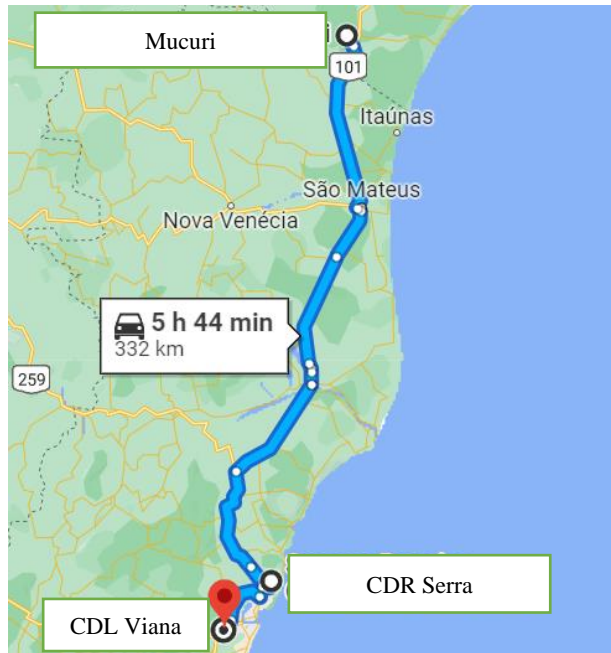 Mucuri
i
101
Itaúnas
São Mateus
Nova Venécia
5 h 44 min
332 km
259
CDR Serra
CDL Viana